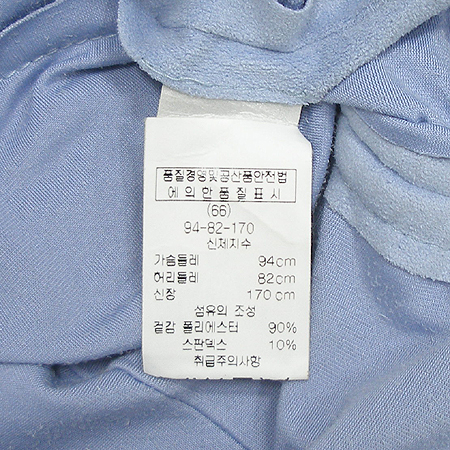 품질경영및공산품안전법
에 의한 품질표시
(66)
94-82-170
신체치수
가슴둘레 94cm
허리둘레 82cm
신장 170cm
섬유의 조성
겉감 폴리에스터 90%
스판덱스 10%
취급주의사항